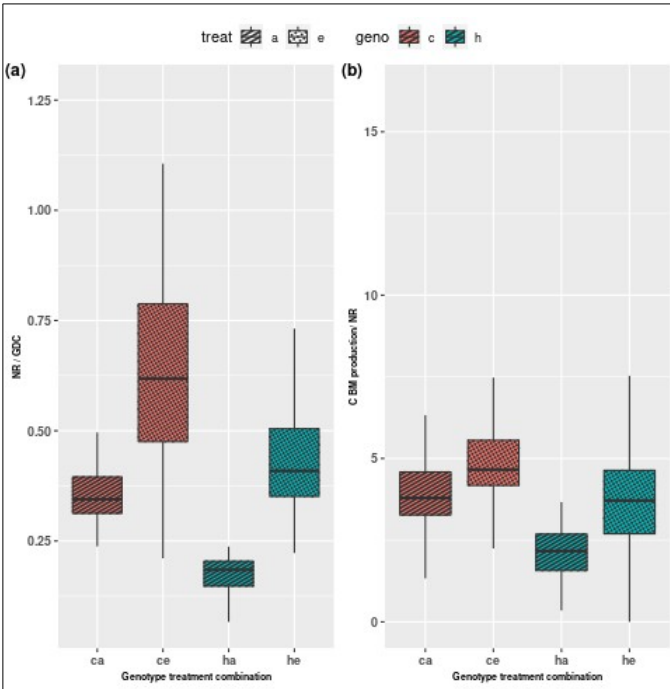 treat a e geno c h
(a) (b)
1.25
1.00
0.75
0.50
0.25
NR / GDC
ca ce ha he
Genotype treatment combination
15
10
5
0
C BM production/ NR
ca ce ha he
Genotype treatment combination